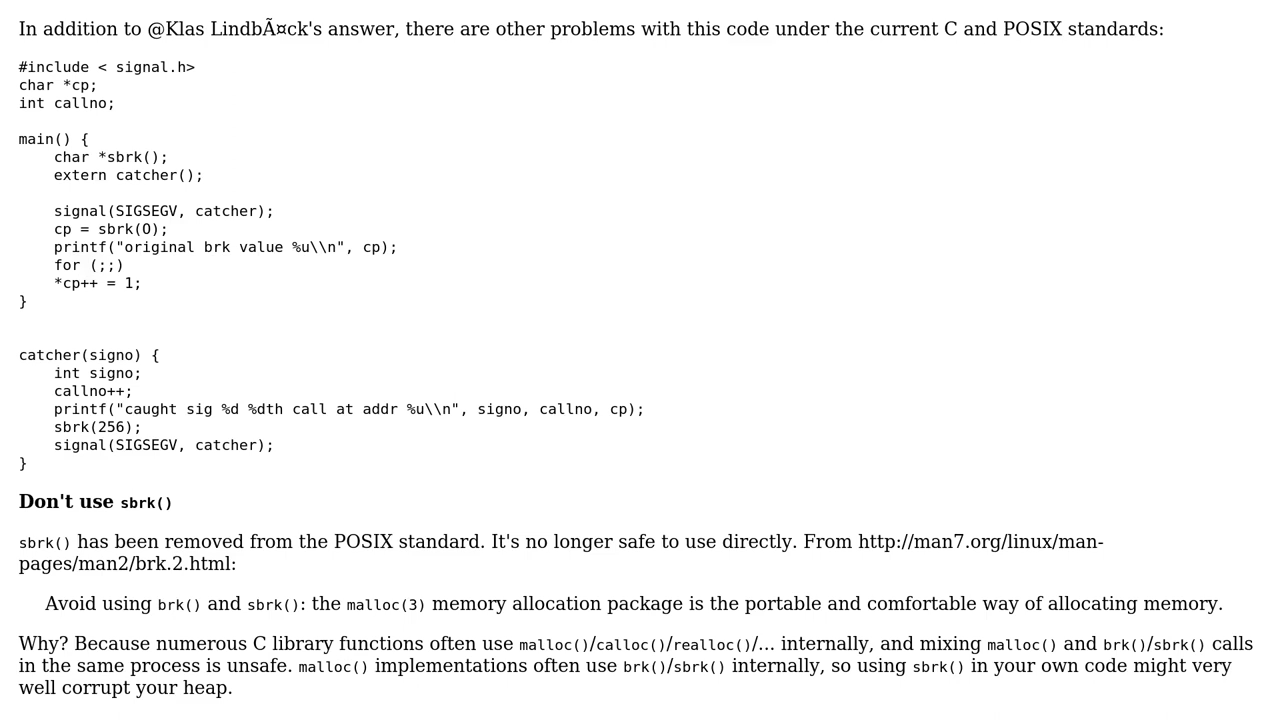 In addition to @Klas LindbÃ¤ck's answer, there are other problems with this code under the current C and POSIX standards:
#include < signal.h>
char *cp;
int callno;
main() {
    char *sbrk();
    extern catcher();
    signal(SIGSEGV, catcher);
    cp = sbrk(O);
    printf("original brk value %u\\n", cp);
    for (;;)
    *cp++ = 1;
}
catcher(signo) {
    int signo;
    callno++;
    printf("caught sig %d %dth call at addr %u\\n", signo, callno, cp);
    sbrk(256);
    signal(SIGSEGV, catcher);
}
Don't use sbrk()
sbrk() has been removed from the POSIX standard. It's no longer safe to use directly. From http://man7.org/linux/man-
pages/man2/brk.2.html:
Avoid using brk() and sbrk(): the malloc(3) memory allocation package is the portable and comfortable way of allocating memory.
Why? Because numerous C library functions often use malloc()/calloc()/realloc()/... internally, and mixing malloc() and brk()/sbrk() calls
in the same process is unsafe. malloc() implementations often use brk()/sbrk() internally, so using sbrk() in your own code might very
well corrupt your heap.